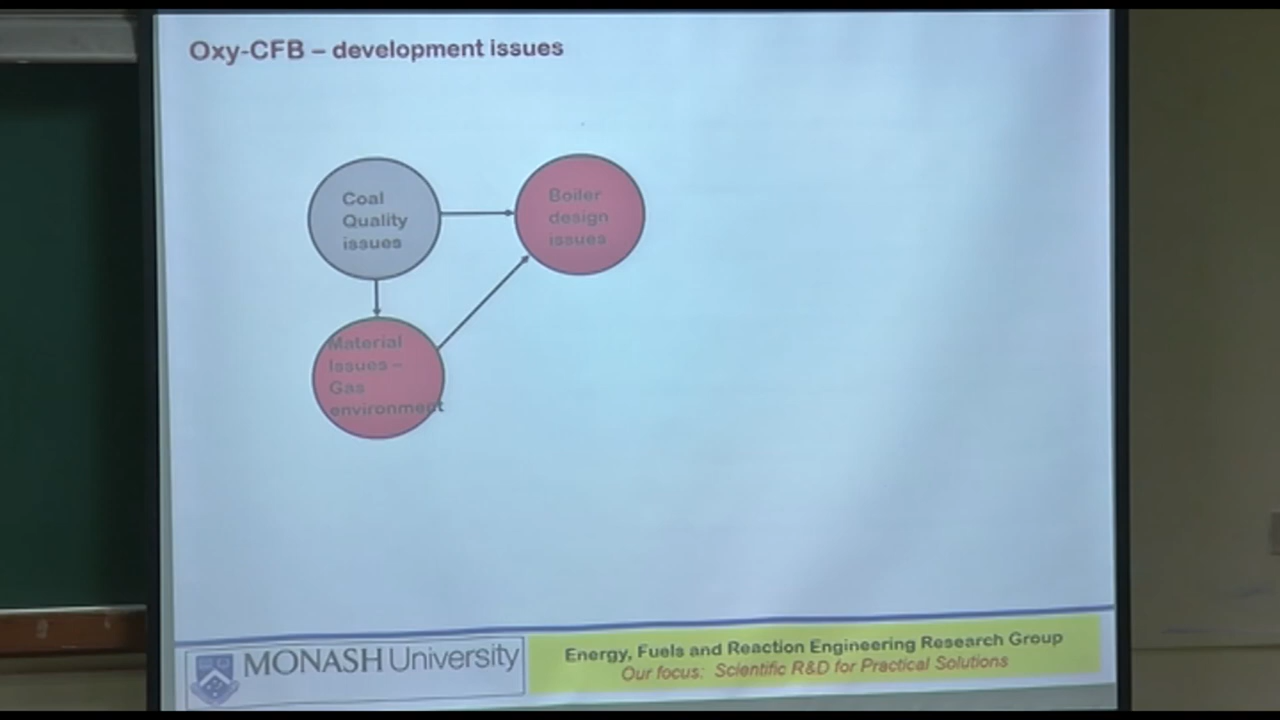 Oxy-CFB – development issues
Coal
Quality
issues
Boiler
design
issues
Material
Issues –
Gas
environment
MONASH University
Energy, Fuels and Reaction Engineering Research Group
Our focus: Scientific R&D for Practical Solutions